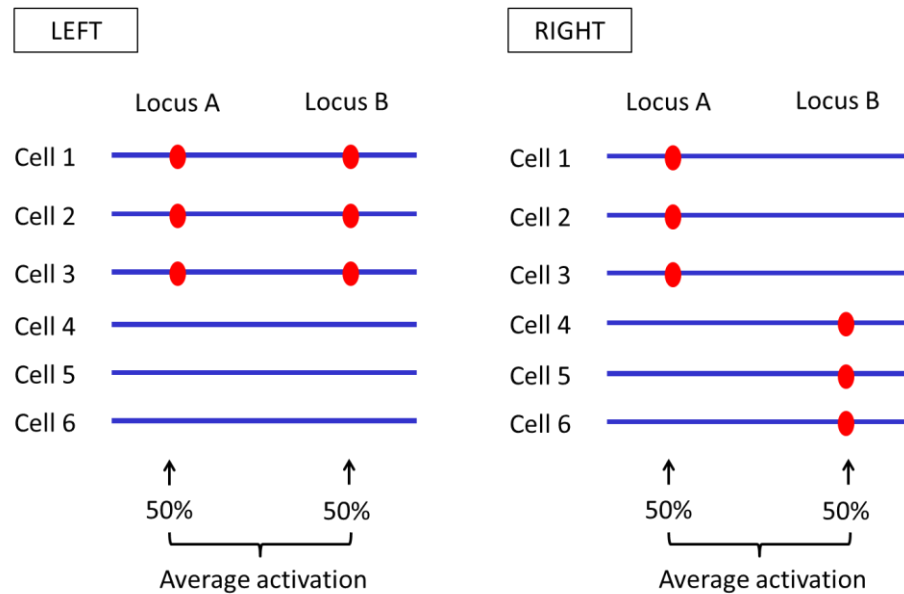 LEFT
Locus A Locus B
Cell 1
Cell 2
Cell 3
Cell 4
Cell 5
Cell 6
50% 50%
Average activation
RIGHT
Locus A Locus B
Cell 1
Cell 2
Cell 3
Cell 4
Cell 5
Cell 6
50% 50%
Average activation